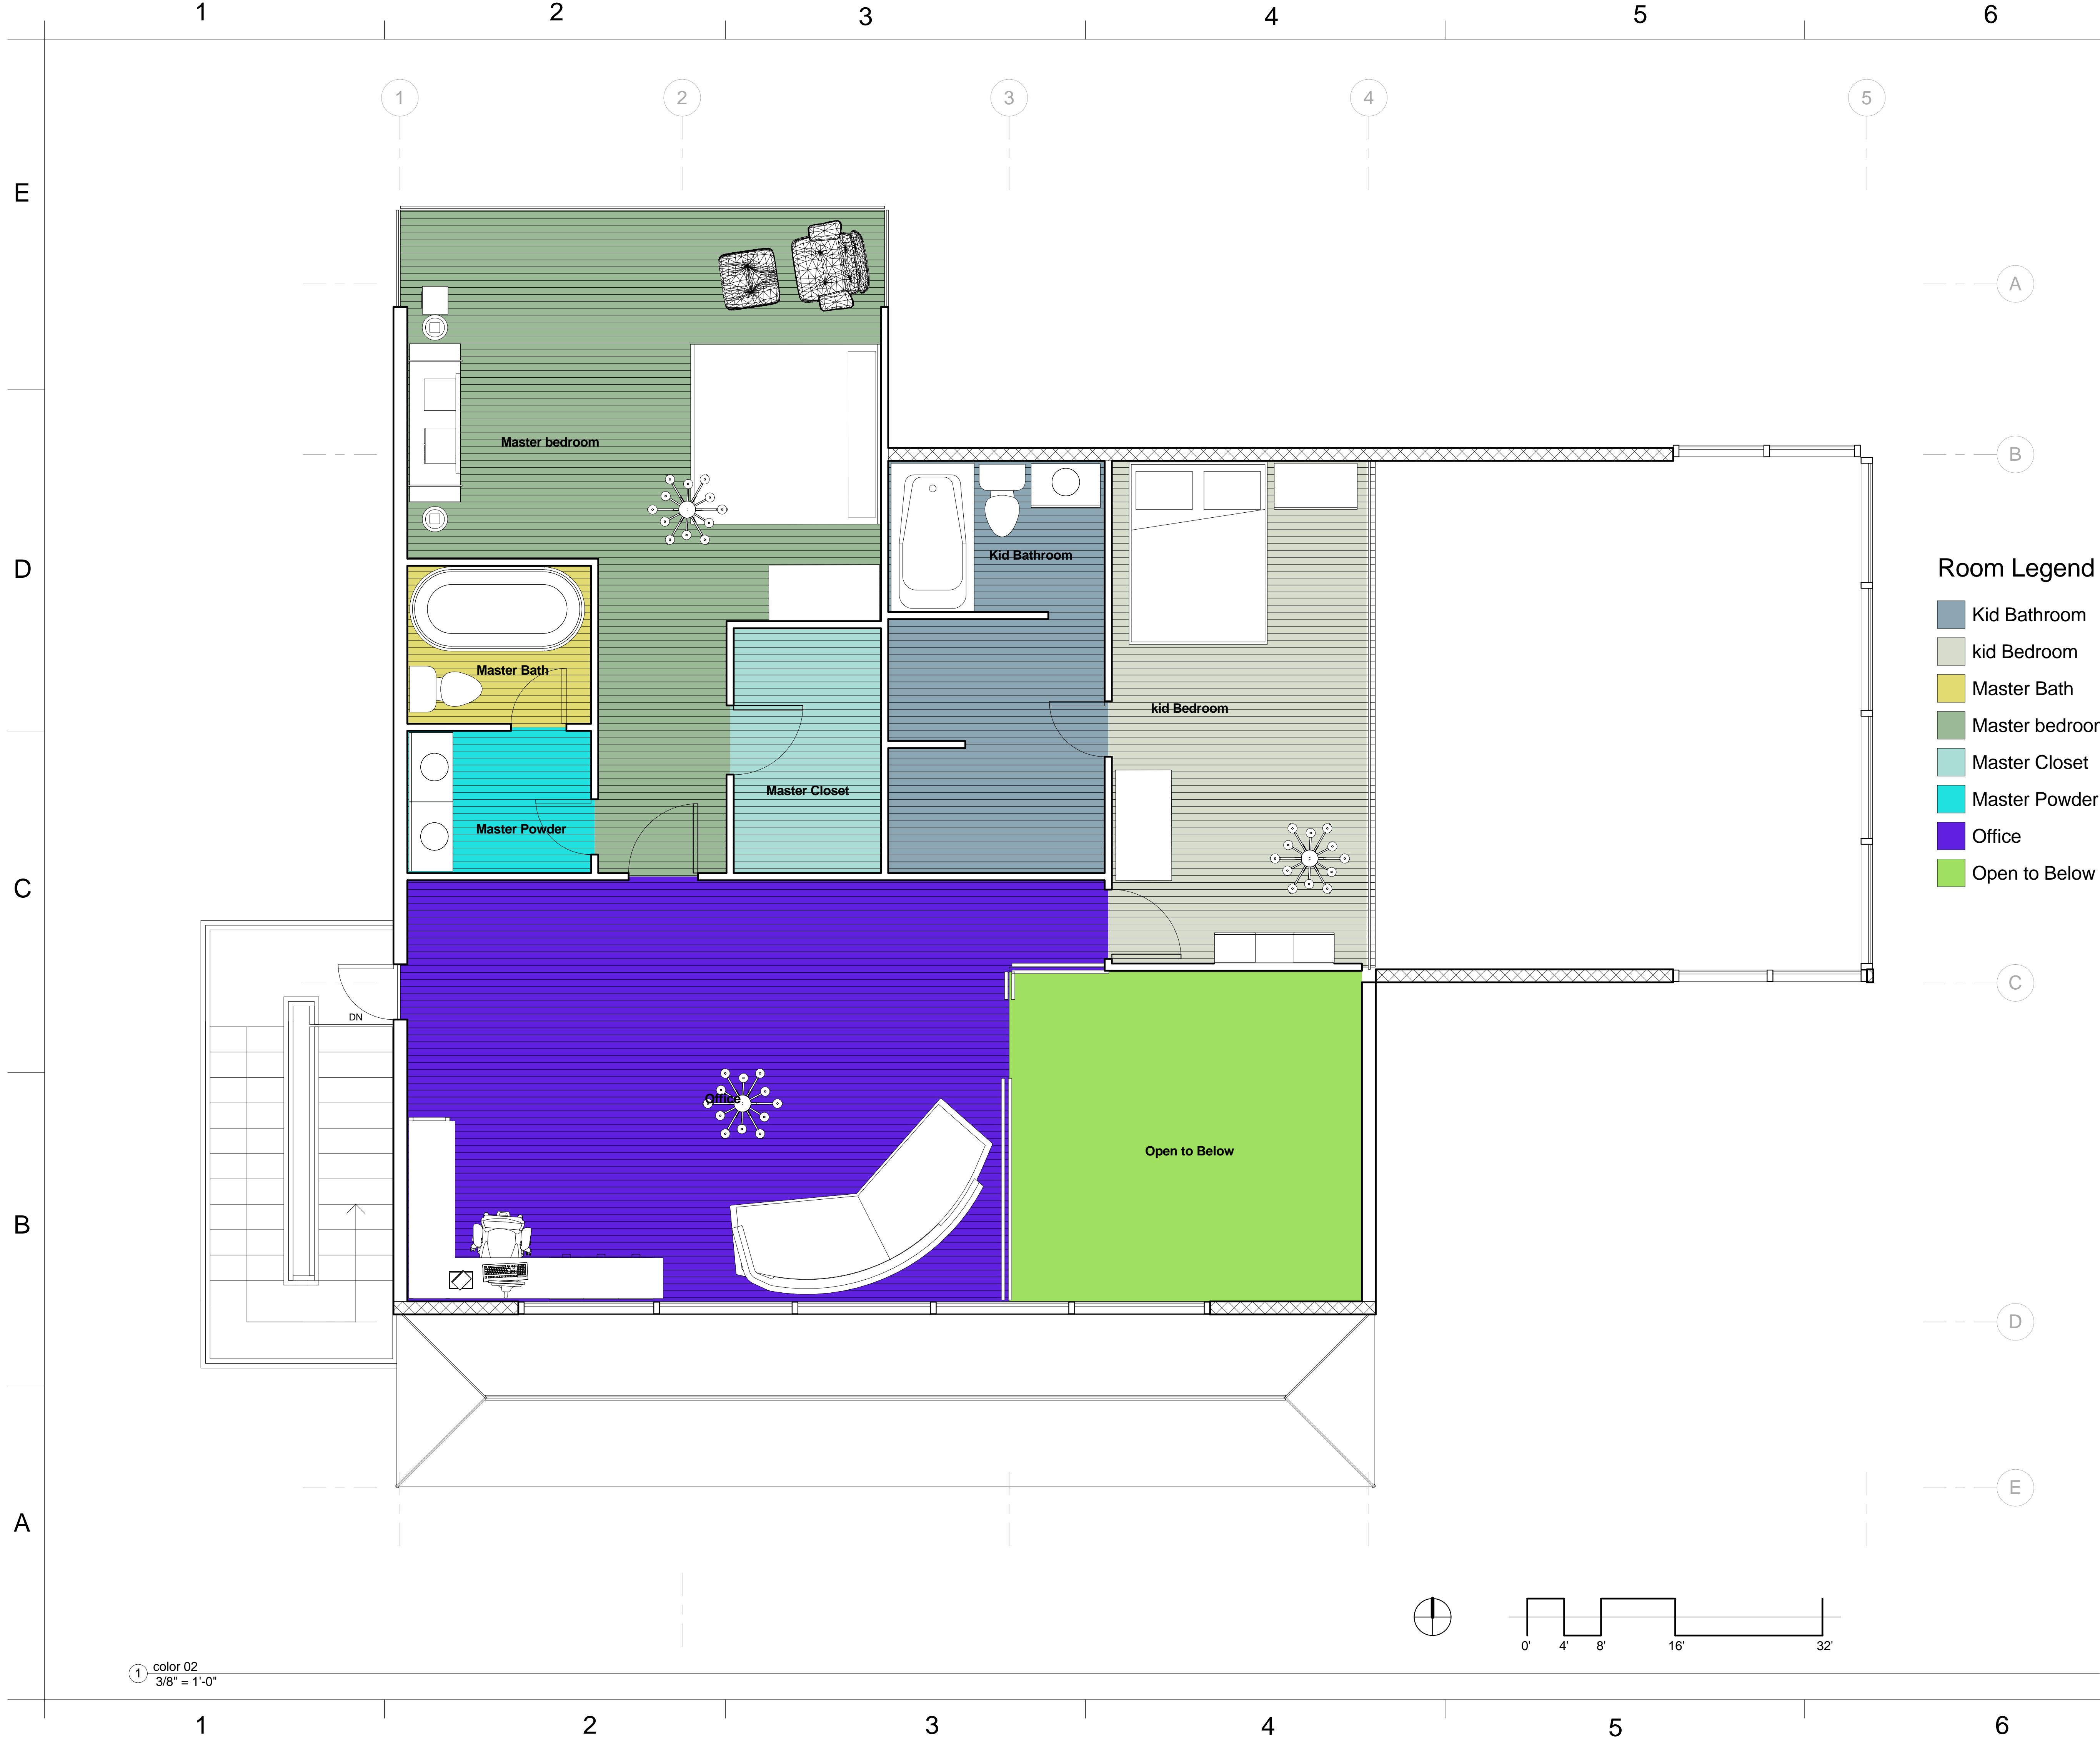 1 2 3 4 5 6
1 2 3 4 5
E
A
Master bedroom
B
Kid Bathroom
D
Room Legend
Kid Bathroom
kid Bedroom
Master Bath
Master bedroom
Master Closet
Master Powder
Office
Open to Below
Master Bath
kid Bedroom
Master Closet
Master Powder
C
C
DN
Office
Open to Below
B
D
E
A
0' 4' 8' 16' 32'
1 color 02
3/8" = 1'-0"
1 2 3 4 5 6